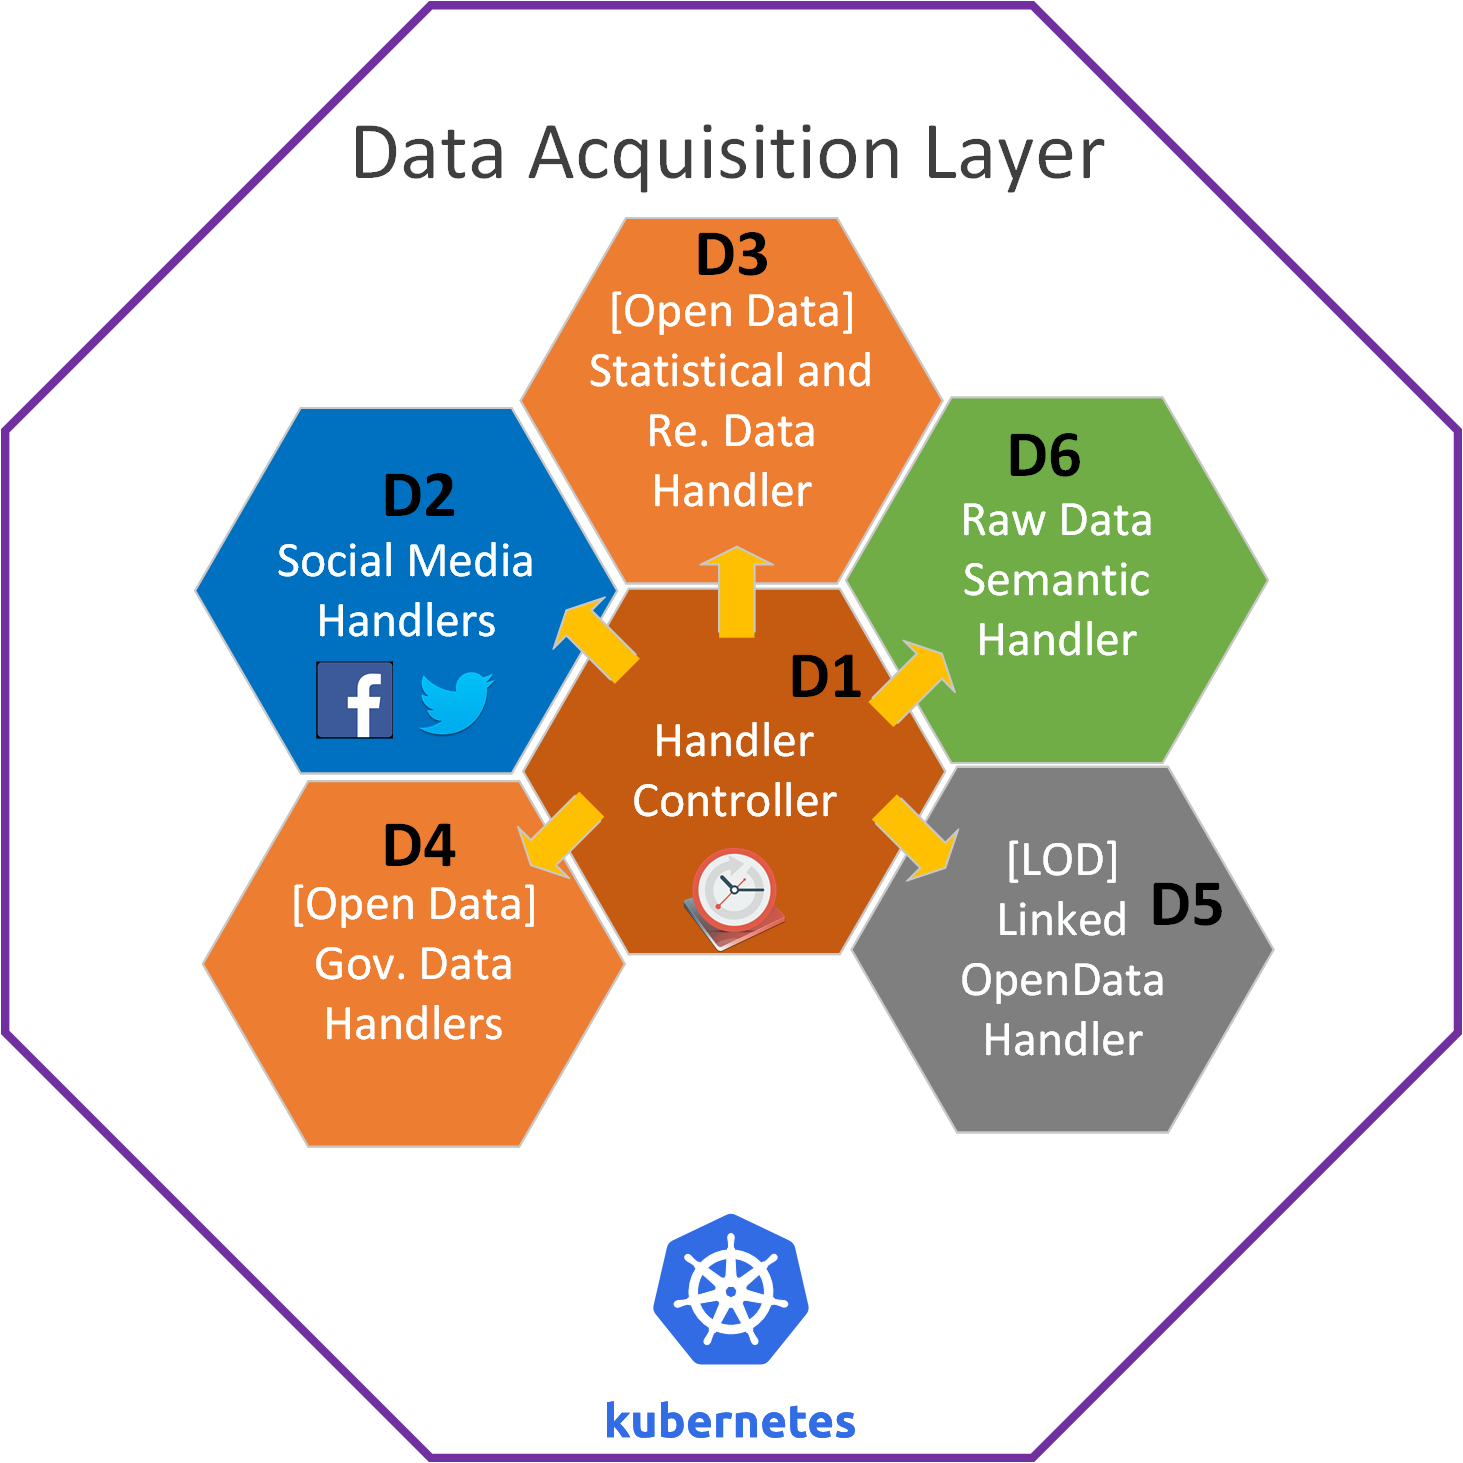 Data Acquisition Layer
D3
[Open Data]
Statistical and
Re. Data
Handler
D2
Social Media
Handlers
f
D6
Raw Data
Semantic
Handler
D1
Handler
Controller
D4
[Open Data]
Gov. Data
Handlers
[LOD]
Linked
D5
OpenData
Handler
kubernetes